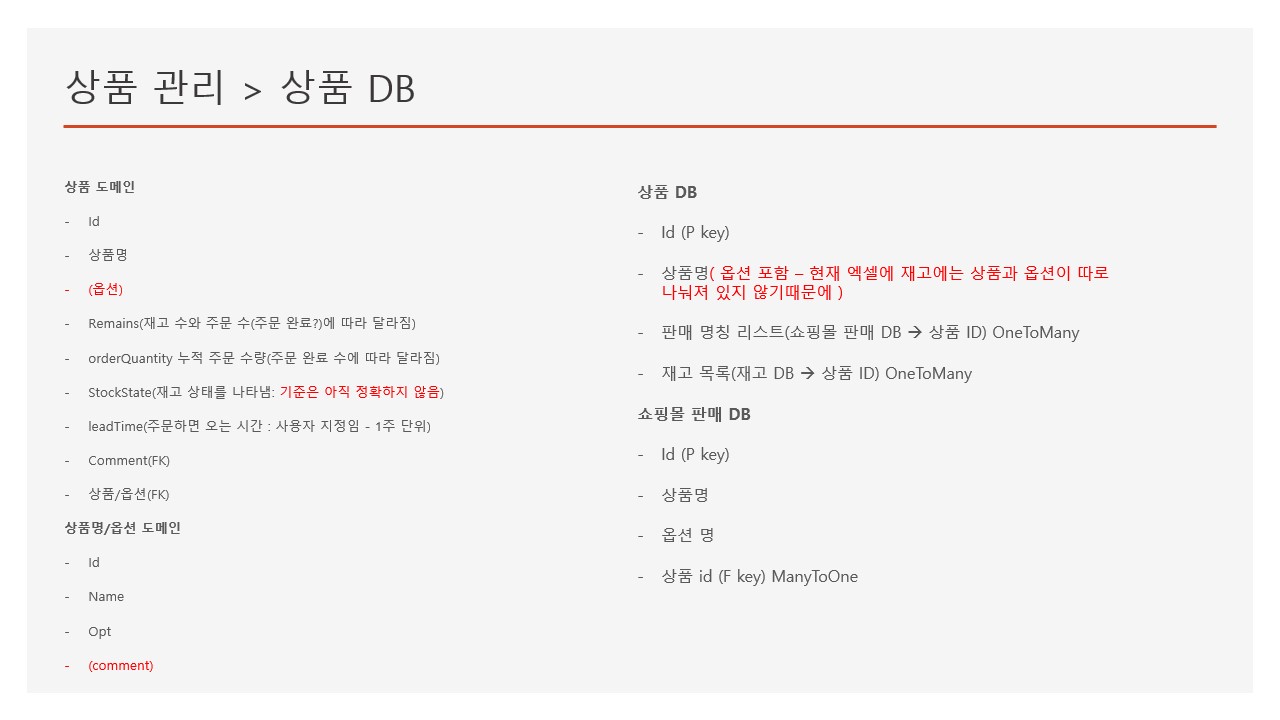 상품 관리 > 상품 DB
상품 도메인
- Id
- 상품명
- (옵션)
- Remains(재고 수와 주문 수(주문 완료?)에 따라 달라짐)
- orderQuantity 누적 주문 수량(주문 완료 수에 따라 달라짐)
- StockState(재고 상태를 나타냄: 기준은 아직 정확하지 않음)
- leadTime(주문하면 오는 시간 : 사용자 지정임 - 1주 단위)
- Comment(FK)
- 상품/옵션(FK)
상품명/옵션 도메인
- Id
- Name
- Opt
- (comment)
상품 DB
- Id (P key)
- 상품명( 옵션 포함 – 현재 엑셀에 재고에는 상품과 옵션이 따로
나눠져 있지 않기때문에 )
- 판매 명칭 리스트(쇼핑몰 판매 DB → 상품 ID) OneToMany
- 재고 목록(재고 DB → 상품 ID) OneToMany
쇼핑몰 판매 DB
- Id (P key)
- 상품명
- 옵션 명
- 상품 id (F key) ManyToOne